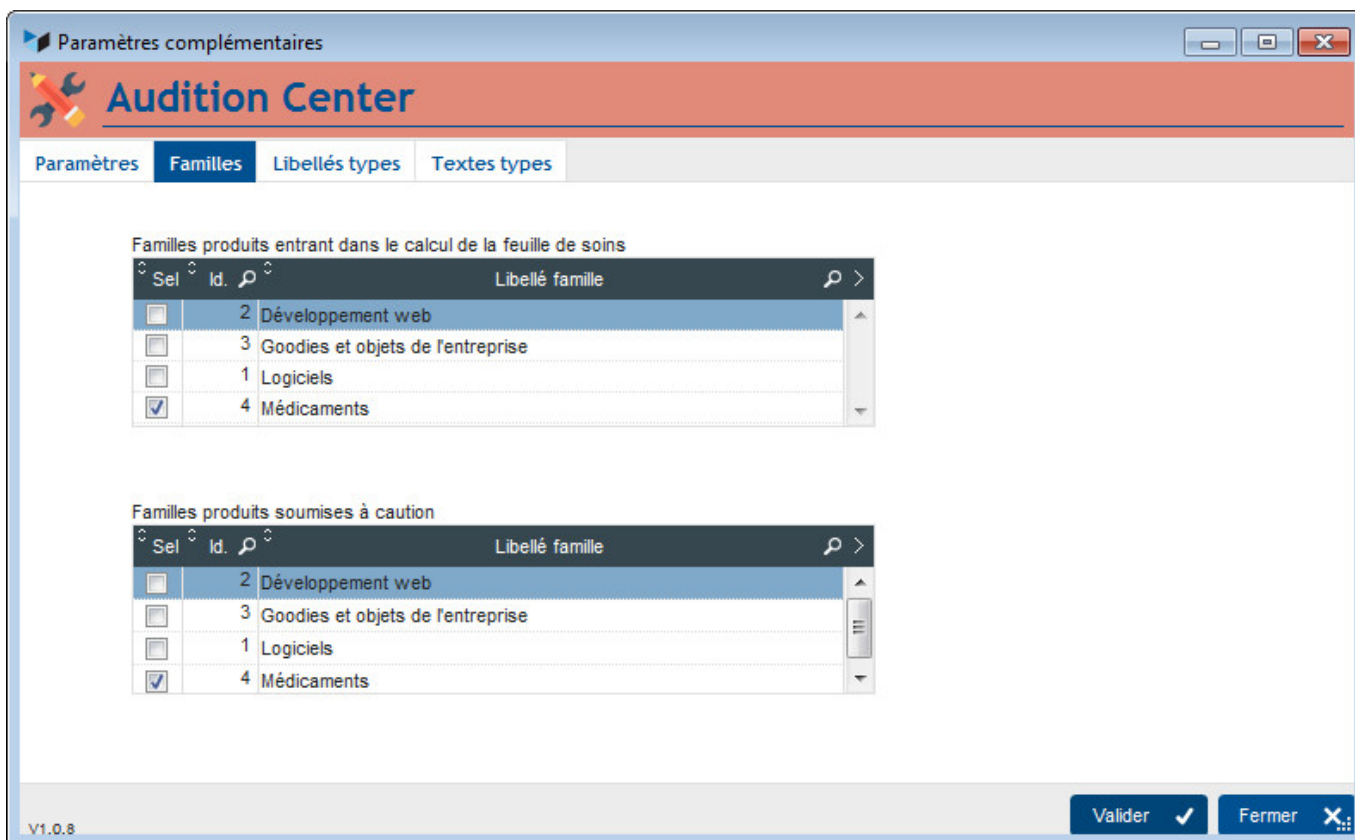 Paramètres complémentaires
Audition Center
Paramètres Familles Libellés types Textes types
Familles produits entrant dans le calcul de la feuille de soins
Sel Id. Libellé famille
2 Développement web
3 Goodies et objets de l'entreprise
1 Logiciels
4 Médicaments
Familles produits soumises à caution
Sel Id. Libellé famille
2 Développement web
3 Goodies et objets de l'entreprise
1 Logiciels
4 Médicaments
V1.0.8 Valider Fermer